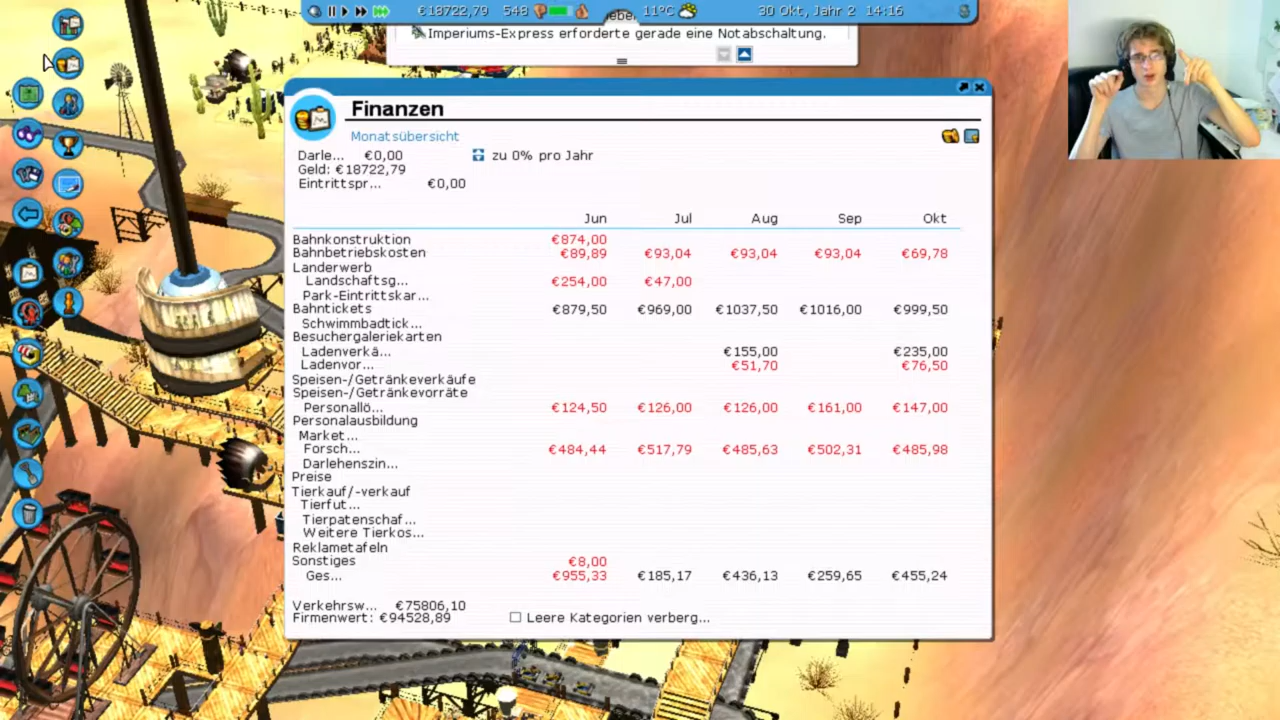 €18722,79 548 11°C 30 Okt, Jahr 2 14:16
Imperiums-Express erforderte gerade eine Notabschaltung.
Finanzen
Monatsübersicht
Darle... €0,00 zu 0% pro Jahr
Geld: €18722,79
Eintrittspr... €0,00
Jun Jul Aug Sep Okt
Bahnkonstruktion €874,00
Bahnbetriebskosten €89,89 €93,04 €93,04 €93,04 €69,78
Landerwerb
Landschaftsg... €254,00 €47,00
Park-Eintrittskar...
Bahntickets €879,50 €969,00 €1037,50 €1016,00 €999,50
Schwimmbadtick...
Besuchergaleriekarten
Ladenverkä... €155,00 €235,00
Ladenvor... €51,70 €76,50
Speisen-/Getränkeverkäufe
Speisen-/Getränkevorräte
Personallö... €124,50 €126,00 €126,00 €161,00 €147,00
Personalausbildung
Market...
Forsch... €484,44 €517,79 €485,63 €502,31 €485,98
Darlehenszin...
Preise
Tierkauf/-verkauf
Tierfut...
Tierpatenschaf...
Weitere Tierkos...
Reklametafeln
Sonstiges €8,00
Ges... €955,33 €185,17 €436,13 €259,65 €455,24
Verkehrsw... €75806,10
Firmenwert: €94528,89 Leere Kategorien verberg...